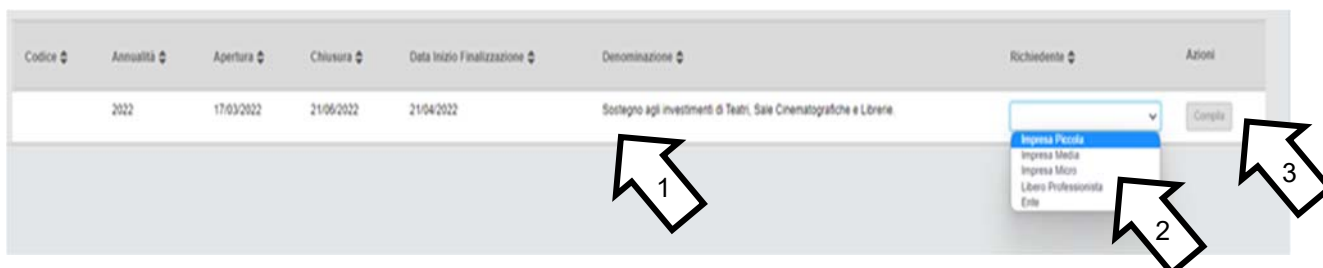 Codice Annualità Apertura Chiusura Data Inizio Finalizzazione Denominazione Richiedente Azioni
2022 17/03/2022 21/06/2022 21/04/2022 Sostegno agli investimenti di Teatri, Sale Cinematografiche e Librerie. Compila
Impresa Piccola
Impresa Media
Impresa Micro
Libero Professionista
Ente
1
2
3